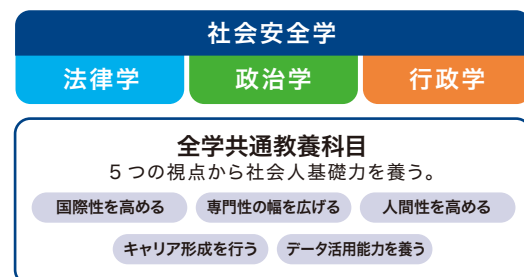 社会安全学
法律学 政治学 行政学
全学共通教養科目
5つの視点から社会人基礎力を養う。
国際性を高める 専門性の幅を広げる 人間性を高める
キャリア形成を行う データ活用能力を養う